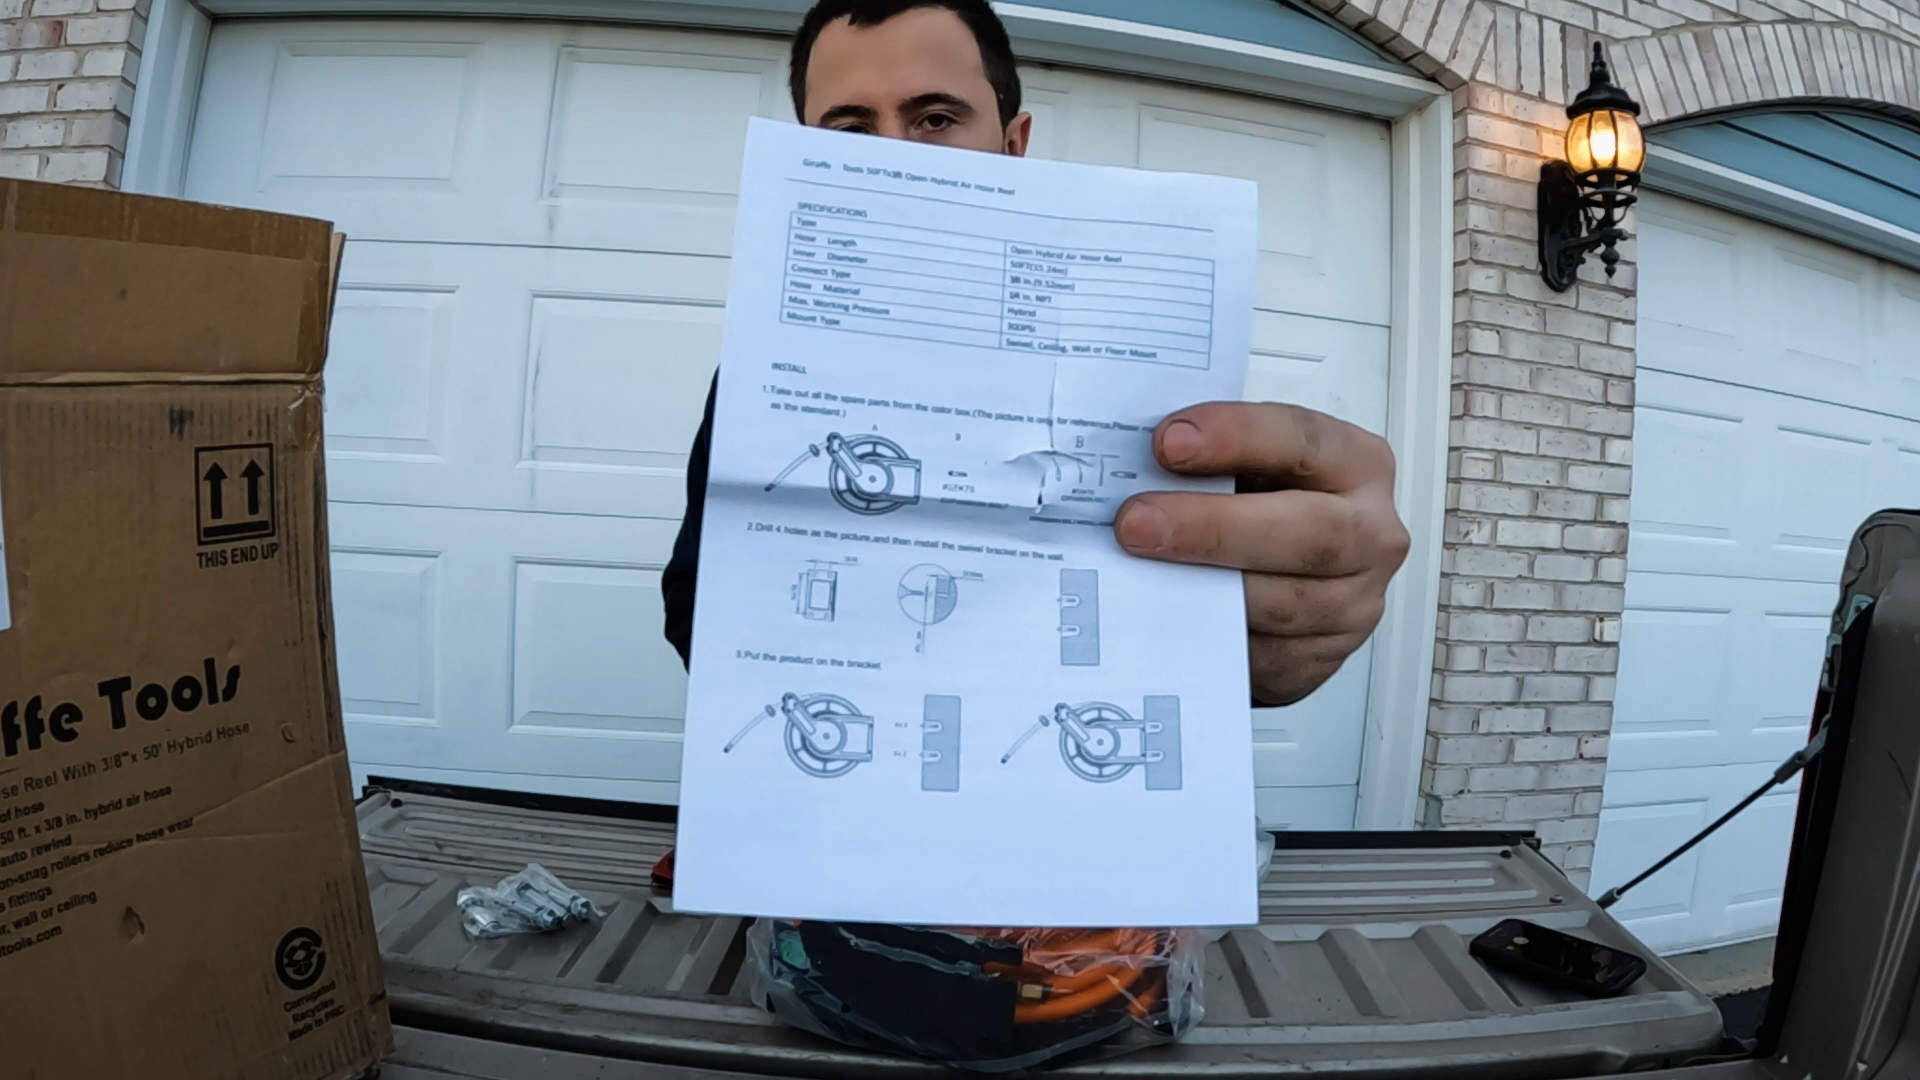 Giraffe Tools 50FTx3/8 Open Hybrid Air Hose Reel
SPECIFICATIONS
Type Open Hybrid Air Hose Reel
Hose Length 50FT(15.24m)
Inner Diameter 3/8 in.(9.52mm)
Connect Type 1/4 in. NPT
Hose Material Hybrid
Max. Working Pressure 300PSI
Mount Type Swivel, Ceiling, Wall or Floor Mount
INSTALL
1.Take out all the spare parts from the color box.(The picture is only for reference,Please
as the standard.)
A
B
B
2.Drill 4 holes as the picture,and then install the swivel bracket on the wall.
3.Put the product on the bracket.
THIS END UP
ffe Tools
se Reel With 3/8"x 50' Hybrid Hose
of hose
50 ft. x 3/8 in. hybrid air hose
auto rewind
on-snag rollers reduce hose wear
s fittings
r, wall or ceiling
tools.com
Corrugated
Recycles
Made In PRC